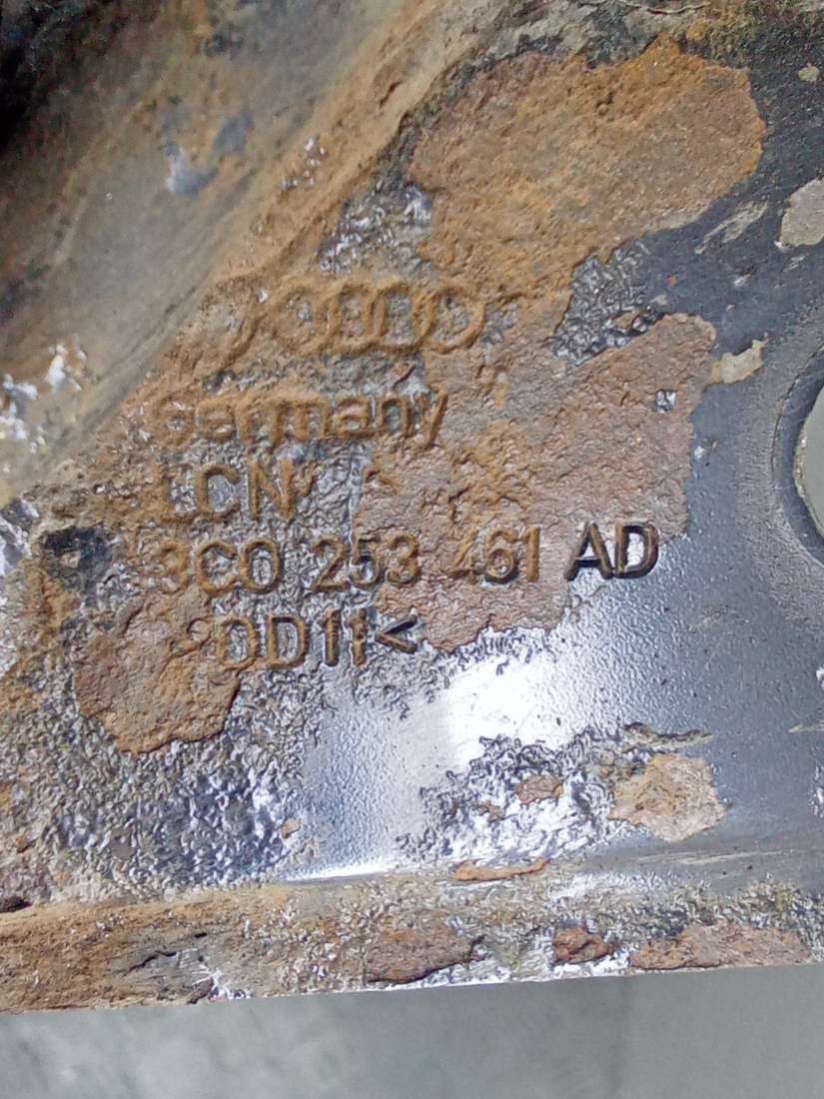 Germany
LCN
3C0 253 461 AD
>DD11<